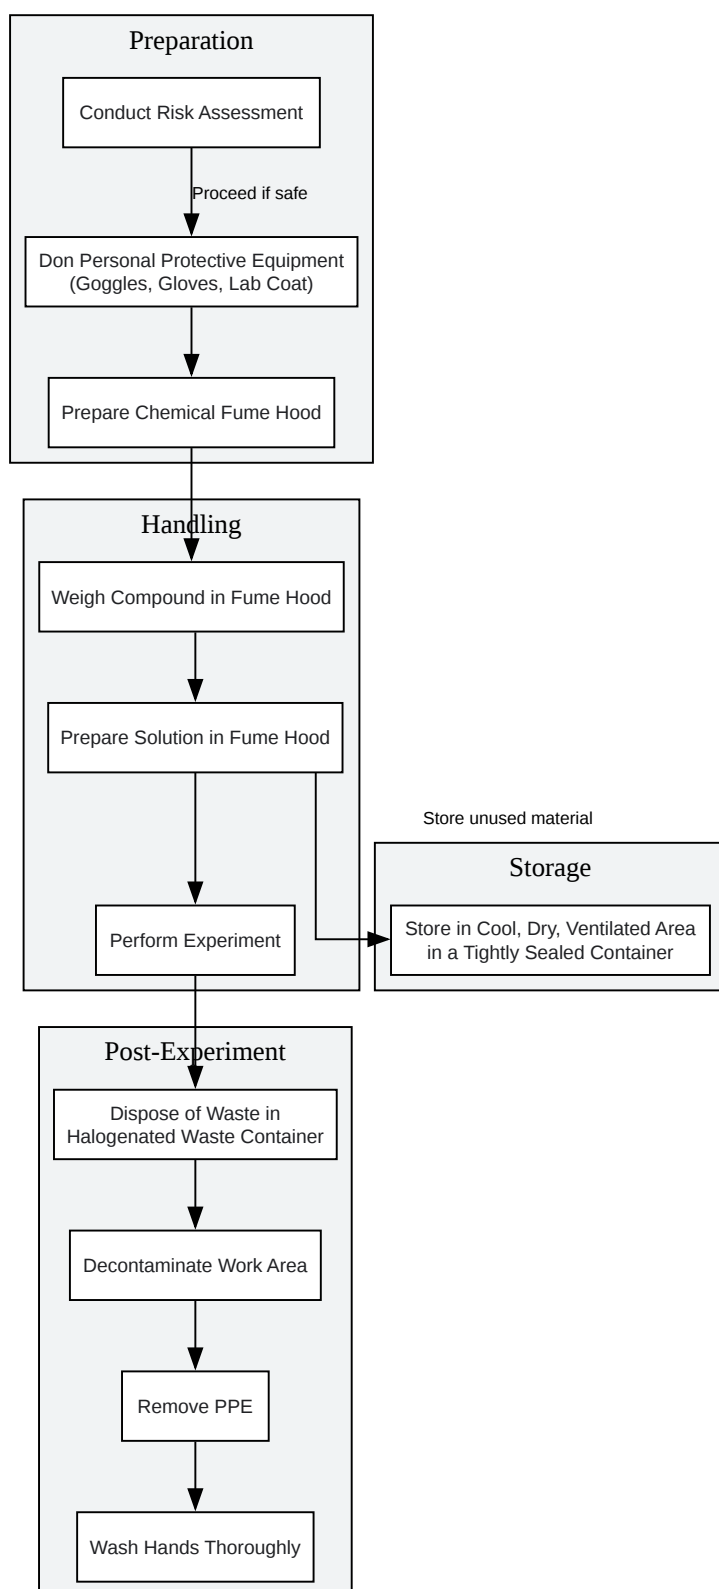 Preparation
Conduct Risk Assessment
Proceed if safe
Don Personal Protective Equipment
(Goggles, Gloves, Lab Coat)
Prepare Chemical Fume Hood
Handling
Weigh Compound in Fume Hood
Prepare Solution in Fume Hood
Store unused material
Storage
Store in Cool, Dry, Ventilated Area
in a Tightly Sealed Container
Perform Experiment
Post-Experiment
Dispose of Waste in
Halogenated Waste Container
Decontaminate Work Area
Remove PPE
Wash Hands Thoroughly